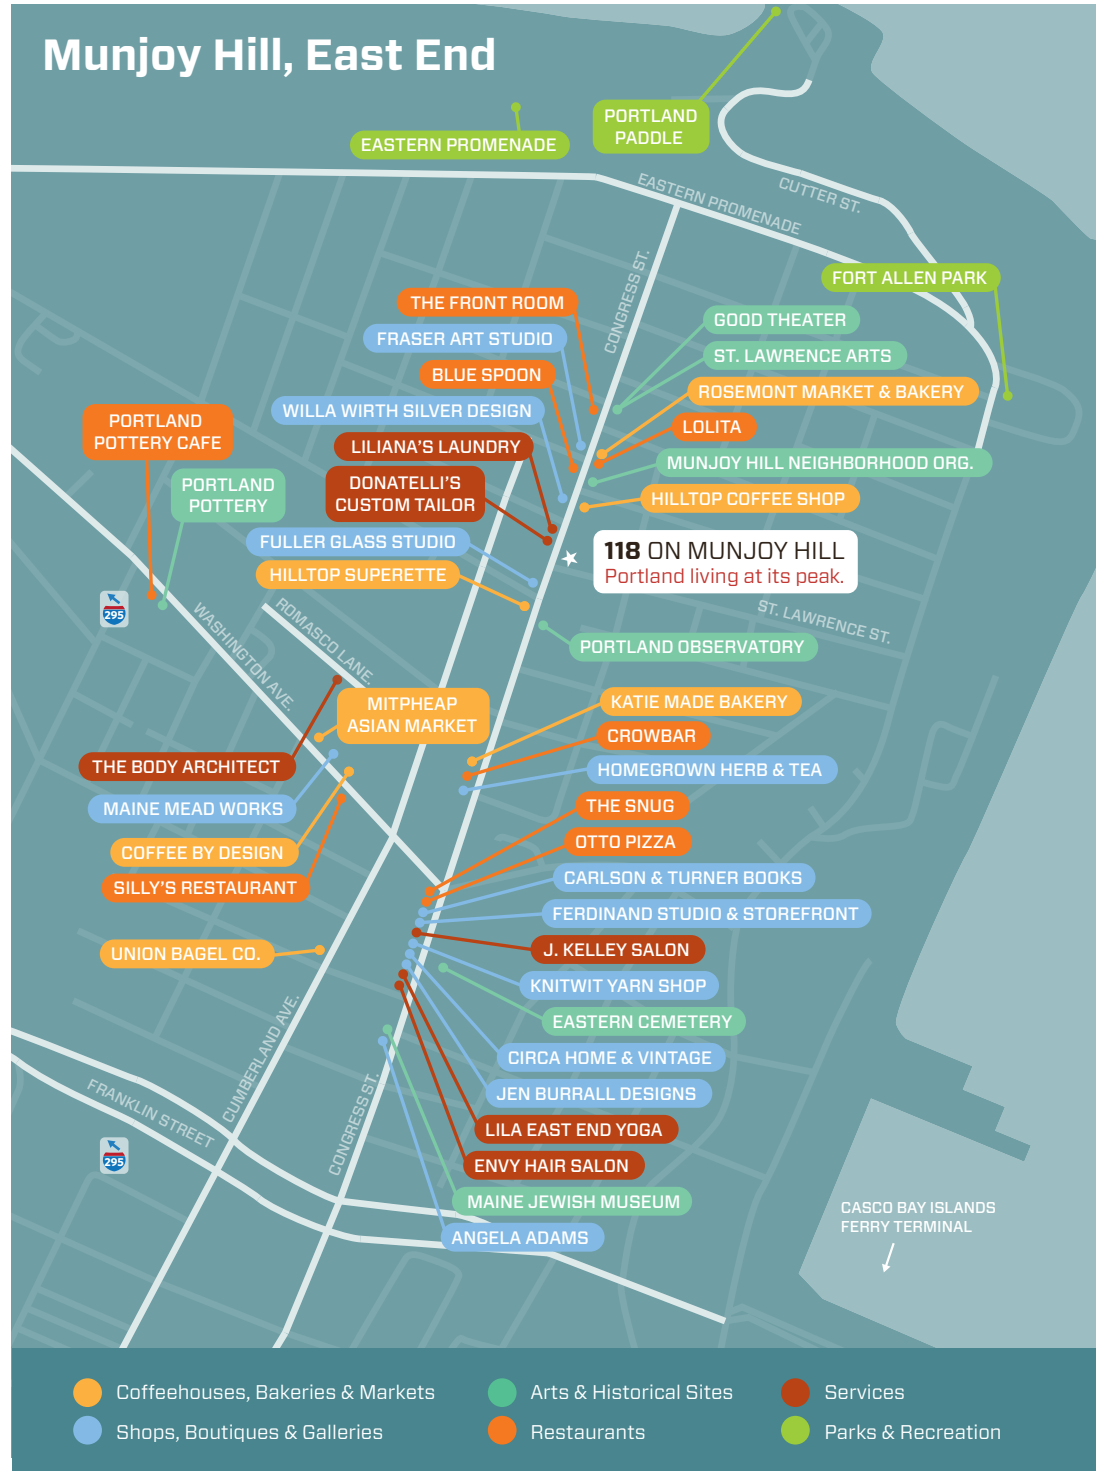 Munjoy Hill, East End
PORTLAND
PADDLE
EASTERN PROMENADE
EASTERN PROMENADE
CUTTER ST.
CONGRESS ST.
FORT ALLEN PARK
THE FRONT ROOM
GOOD THEATER
FRASER ART STUDIO
ST. LAWRENCE ARTS
BLUE SPOON
ROSEMONT MARKET & BAKERY
WILLA WIRTH SILVER DESIGN
LOLITA
PORTLAND
POTTERY CAFE
LILIANA'S LAUNDRY
MUNJOY HILL NEIGHBORHOOD ORG.
PORTLAND
POTTERY
DONATELLI'S
CUSTOM TAILOR
HILLTOP COFFEE SHOP
FULLER GLASS STUDIO
118 ON MUNJOY HILL
Portland living at its peak.
HILLTOP SUPERETTE
295
WASHINGTON AVE.
ROMASCO LANE.
ST. LAWRENCE ST.
PORTLAND OBSERVATORY
MITPHEAP
ASIAN MARKET
KATIE MADE BAKERY
CROWBAR
THE BODY ARCHITECT
HOMEGROWN HERB & TEA
MAINE MEAD WORKS
THE SNUG
COFFEE BY DESIGN
OTTO PIZZA
SILLY'S RESTAURANT
CARLSON & TURNER BOOKS
FERDINAND STUDIO & STOREFRONT
UNION BAGEL CO.
J. KELLEY SALON
KNITWIT YARN SHOP
EASTERN CEMETERY
CUMBERLAND AVE.
CIRCA HOME & VINTAGE
FRANKLIN STREET
CONGRESS ST.
JEN BURRALL DESIGNS
LILA EAST END YOGA
295
ENVY HAIR SALON
MAINE JEWISH MUSEUM
ANGELA ADAMS
CASCO BAY ISLANDS
FERRY TERMINAL
Coffeehouses, Bakeries & Markets
Arts & Historical Sites
Services
Shops, Boutiques & Galleries
Restaurants
Parks & Recreation